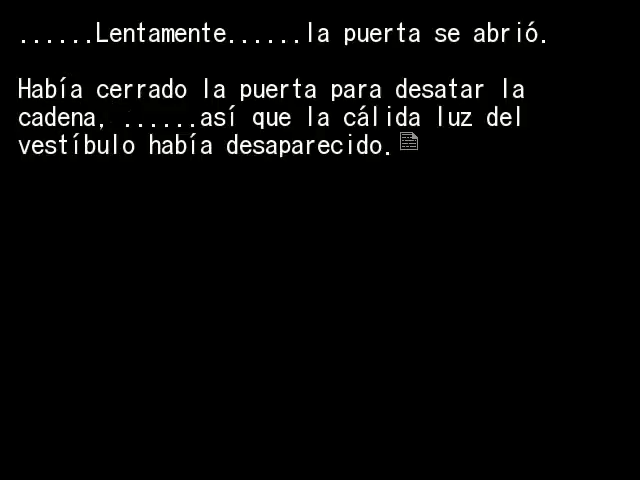 ......Lentamente......la puerta se abrió.
Había cerrado la puerta para desatar la
cadena, ......así que la cálida luz del
vestíbulo había desaparecido.